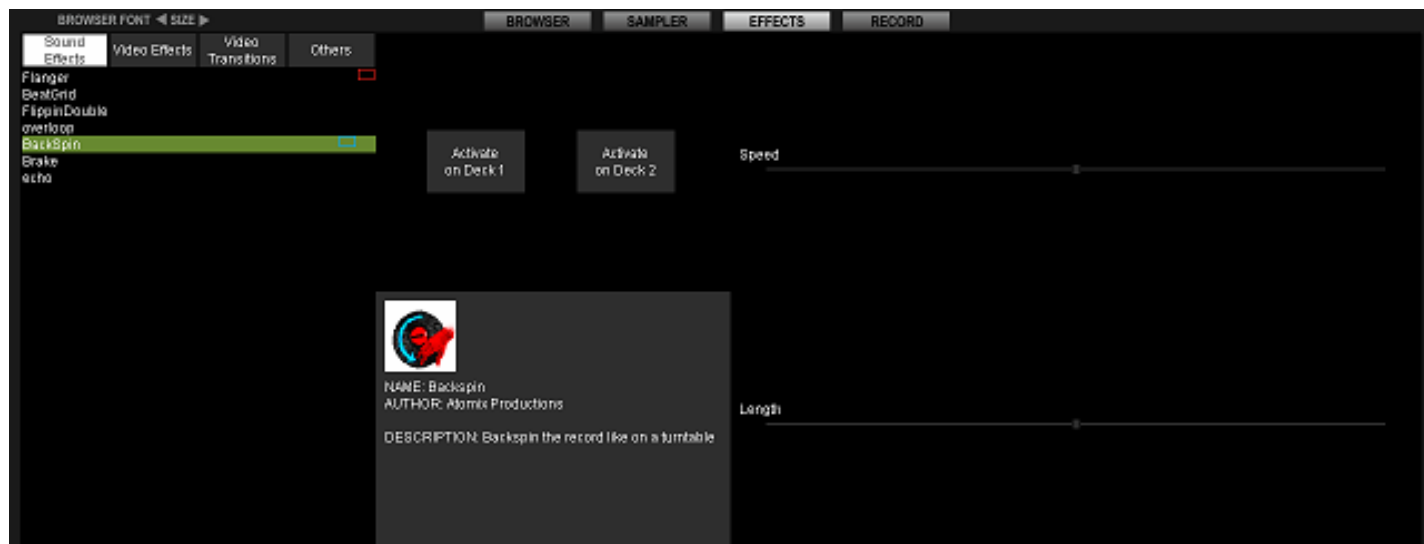 BROWSER FONT SIZE
BROWSER SAMPLER EFFECTS RECORD
Sound Effects
Video Effects
Video Transitions
Others
Flanger
BeatGrid
FlippinDouble
overloop
BackSpin
Brake
echo
Activate
on Deck 1
Activate
on Deck 2
Speed
NAME: Backspin
AUTHOR: Atomix Productions
DESCRIPTION: Backspin the record like on a turntable
Length